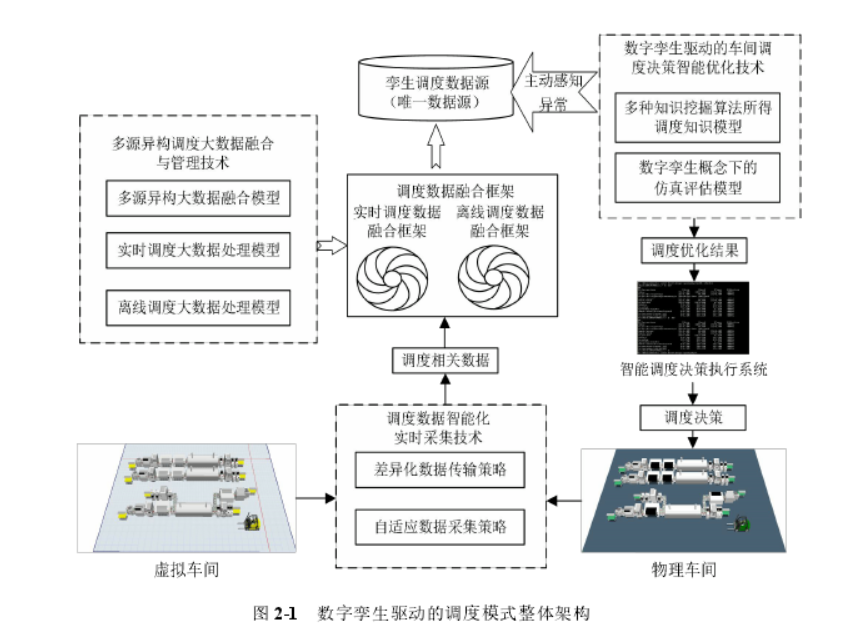 孪生调度数据源
（唯一数据源）
主动感知
异常
数字孪生驱动的车间调
度决策智能优化技术
多种知识挖掘算法所得
调度知识模型
数字孪生概念下的
仿真评估模型
多源异构调度大数据融合
与管理技术
多源异构大数据融合模型
实时调度大数据处理模型
离线调度大数据处理模型
调度数据融合框架
实时调度数据
融合框架
离线调度数据
融合框架
调度优化结果
智能调度决策执行系统
调度相关数据
调度决策
调度数据智能化
实时采集技术
差异化数据传输策略
自适应数据采集策略
虚拟车间
物理车间
图 2-1 数字孪生驱动的调度模式整体架构